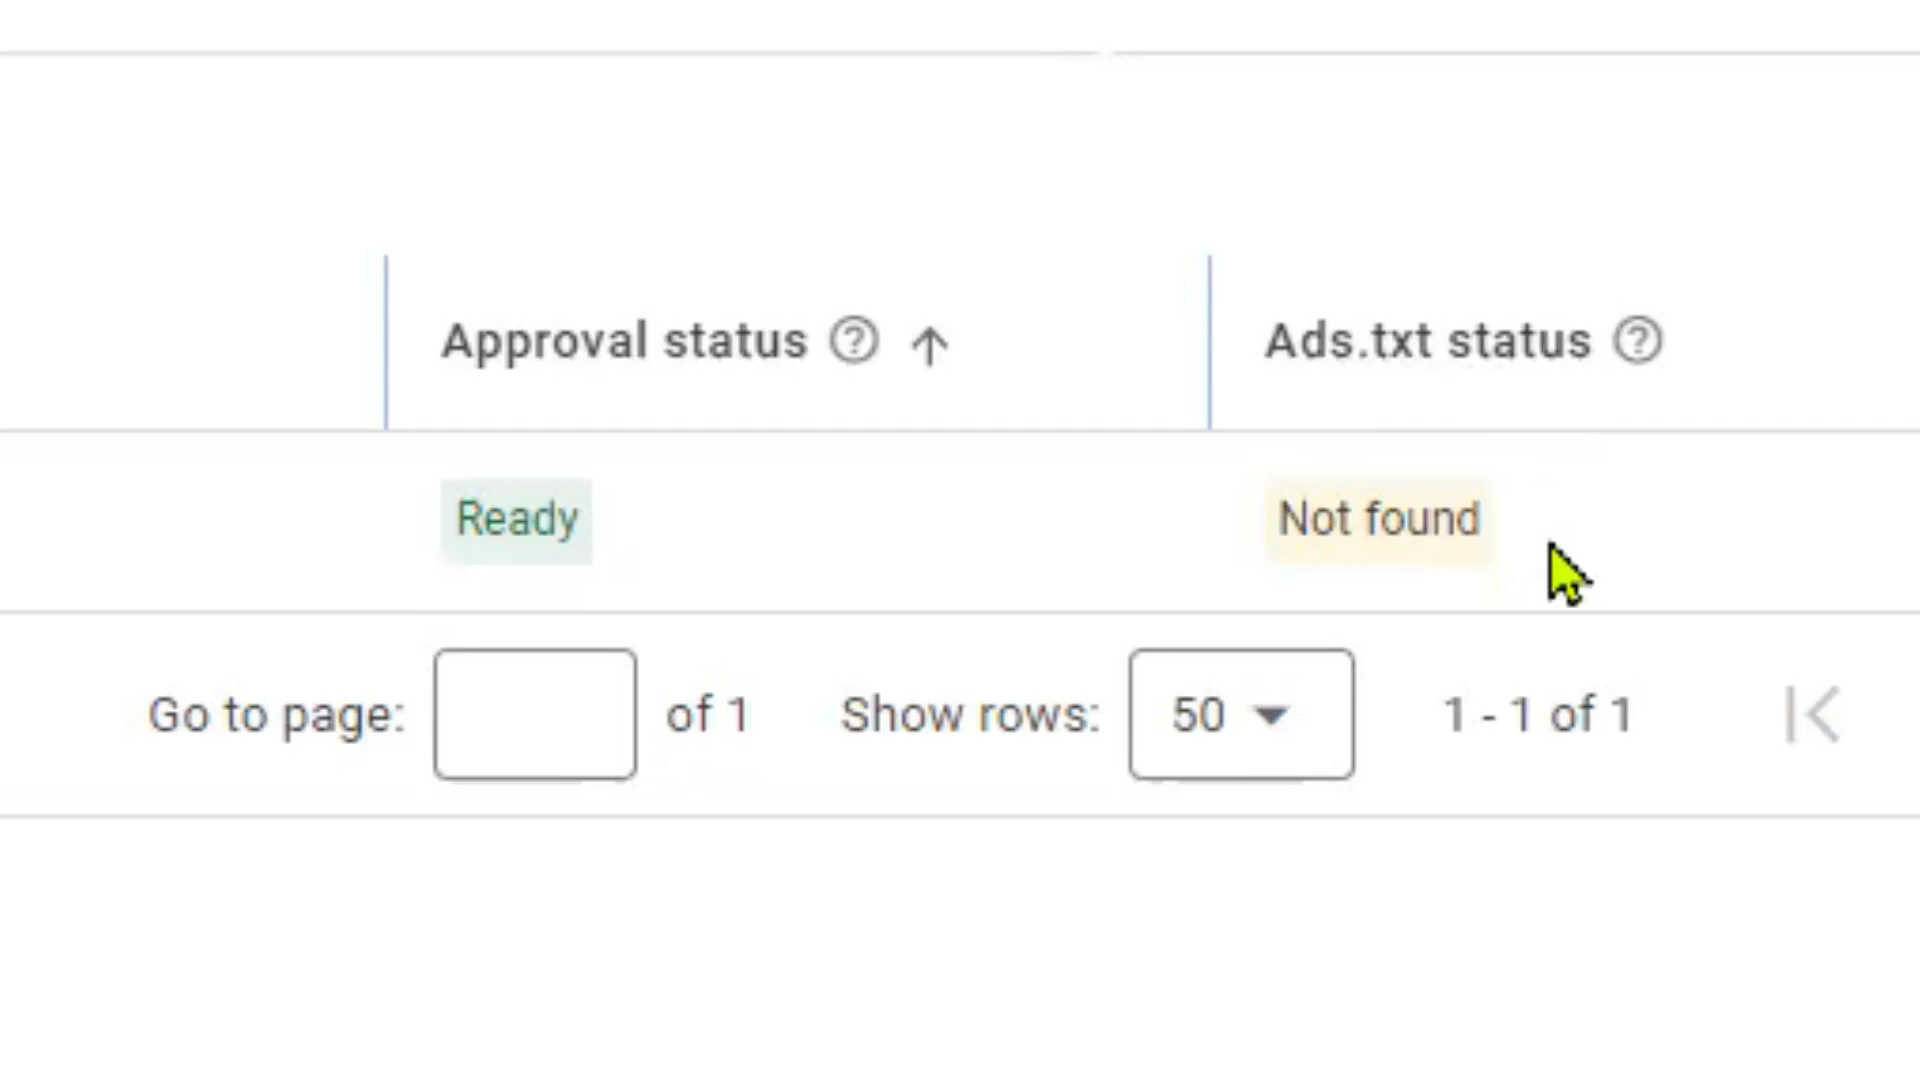 Approval status Ads.txt status
Ready Not found
Go to page: of 1 Show rows: 50 1 - 1 of 1